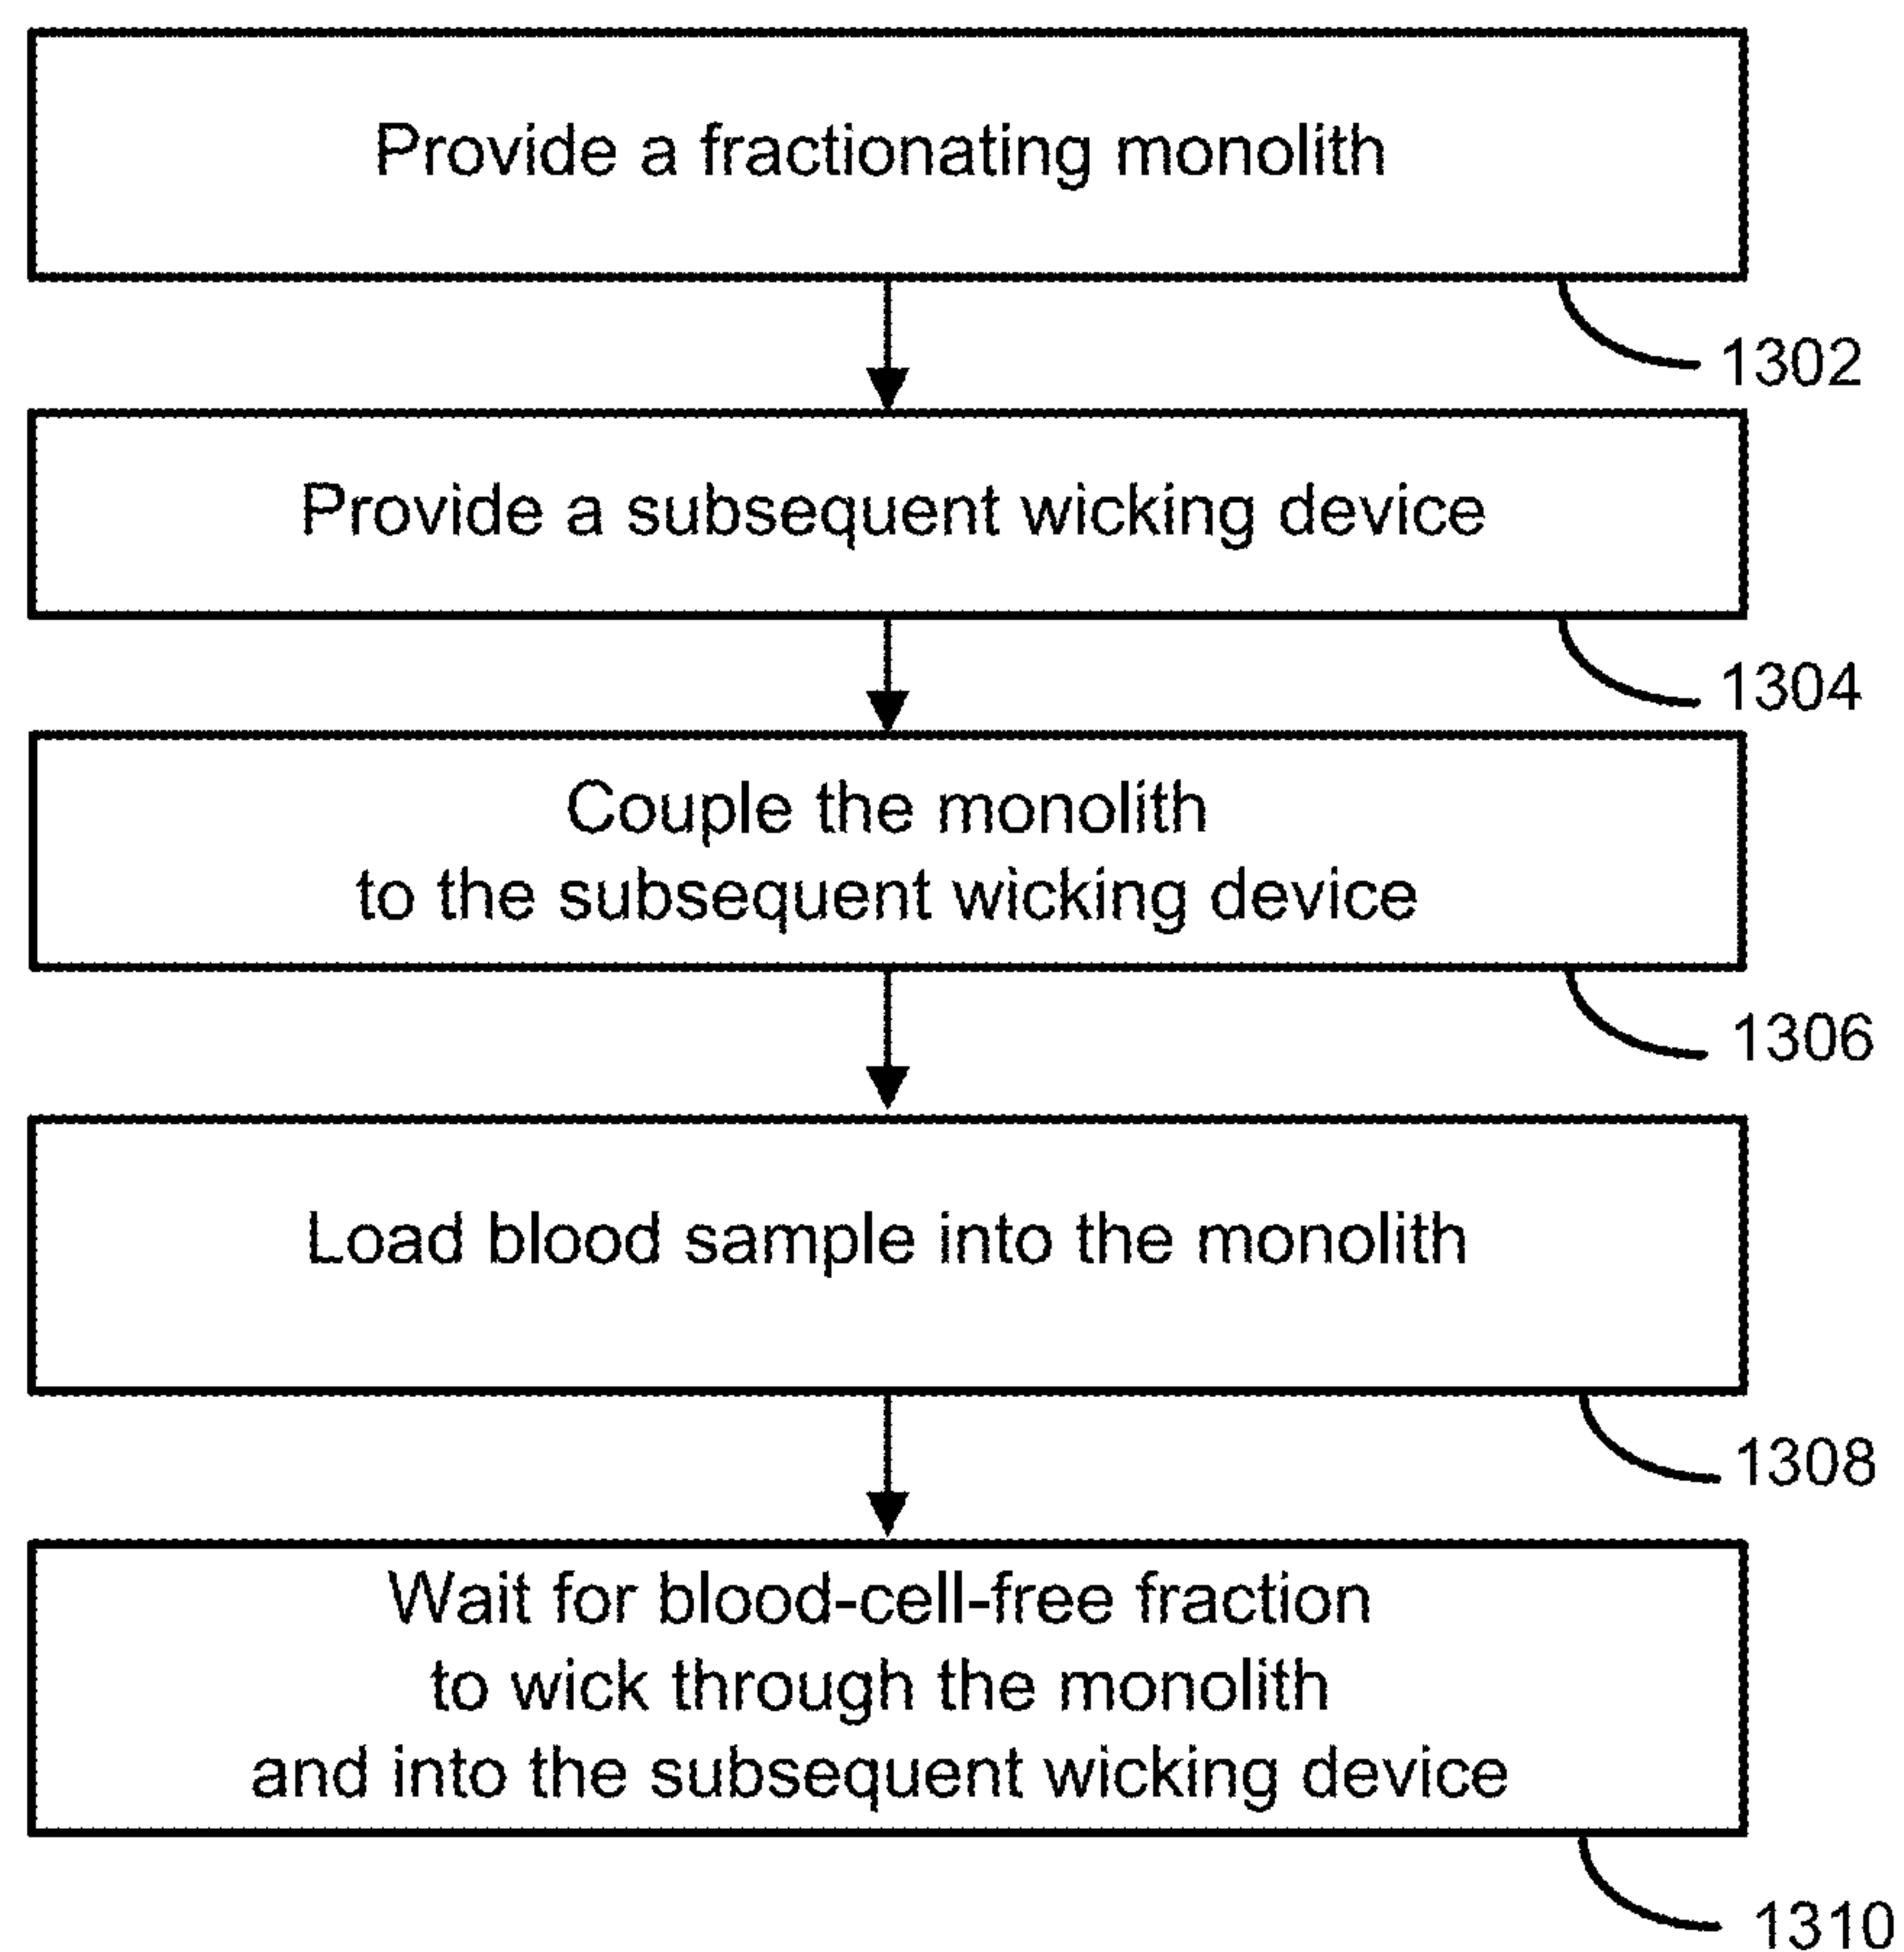 Provide a fractionating monolith
1302
Provide a subsequent wicking device
1304
Couple the monolith
to the subsequent wicking device
1306
Load blood sample into the monolith
1308
Wait for blood-cell-free fraction
to wick through the monolith
and into the subsequent wicking device
1310